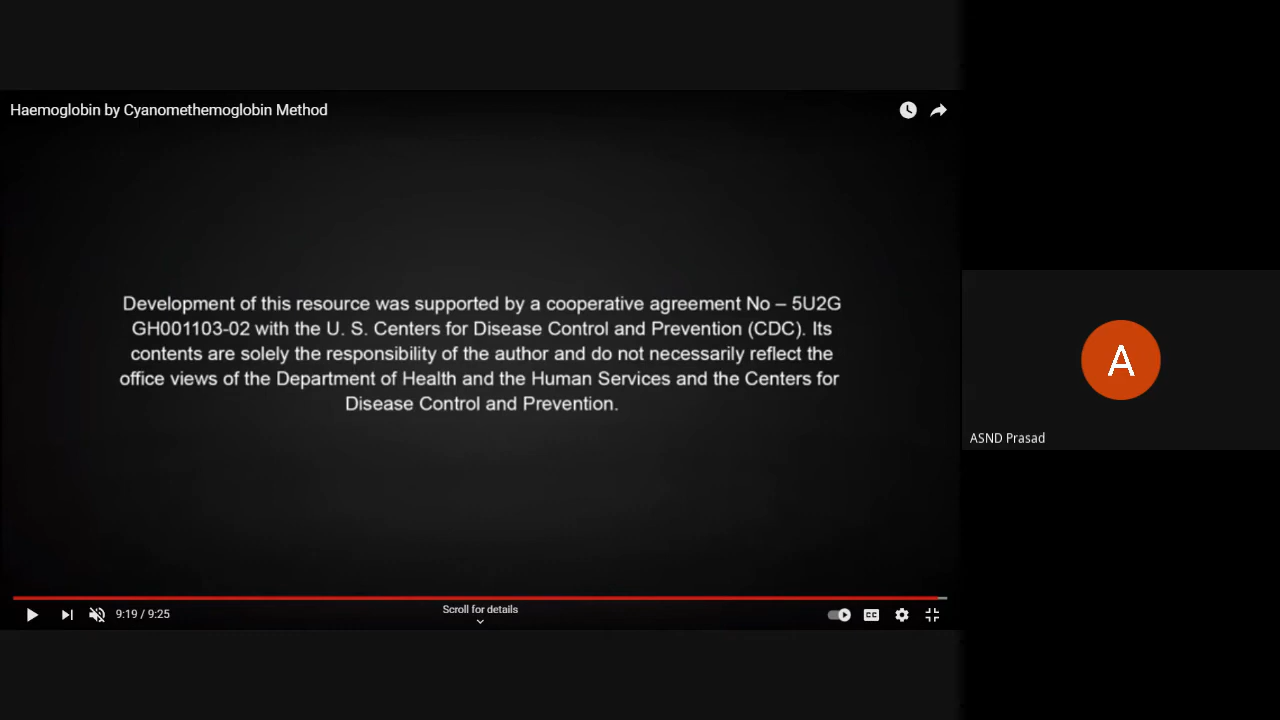 Haemoglobin by Cyanomethemoglobin Method
Development of this resource was supported by a cooperative agreement No – 5U2G
GH001103-02 with the U. S. Centers for Disease Control and Prevention (CDC). Its
contents are solely the responsibility of the author and do not necessarily reflect the
office views of the Department of Health and the Human Services and the Centers for
Disease Control and Prevention.
A
ASND Prasad
Scroll for details
9:19 / 9:25
CC